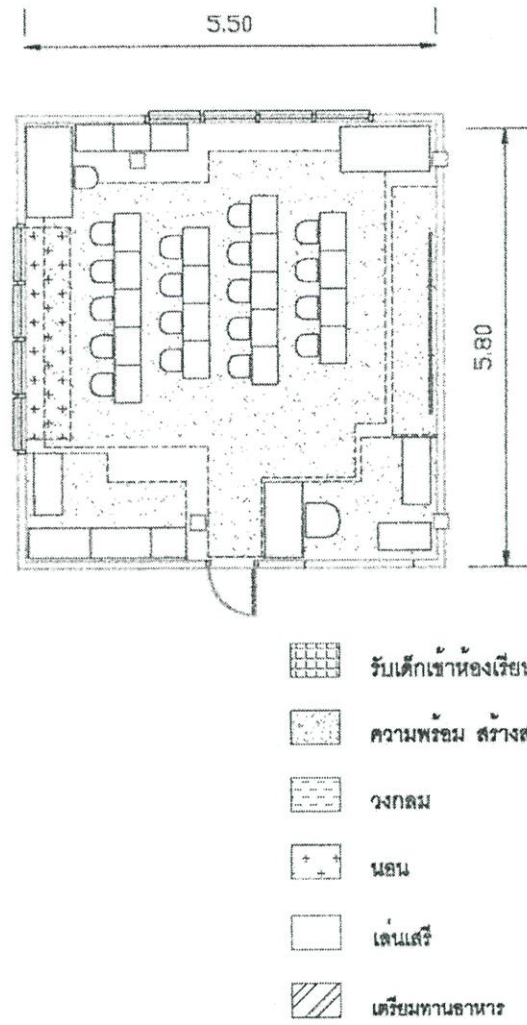 5.50
5.80
รับเด็กเข้าห้องเรียน
ความพร้อม สร้างส
วงกลม
นอน
เล่นเสรี
เตรียมทานอาหาร